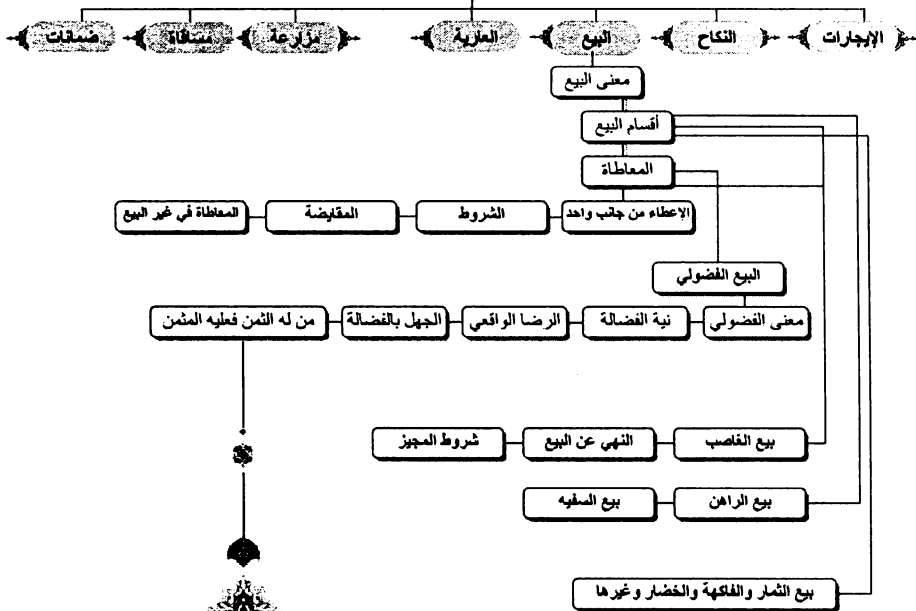 الإيجارات
النكاح
البيع
العارية
مزارعة
مساقاة
ضمانات
معنى البيع
أقسام البيع
المعاطاة
الإعطاء من جانب واحد
الشروط
المقايضة
المعاطاة في غير البيع
البيع الفضولي
معنى الفضولي
نية الفضالة
الرضا الواقعي
الجهل بالفضالة
من له الثمن فعليه المثمن
بيع الغاصب
النهي عن البيع
شروط المجيز
بيع الراهن
بيع السفيه
بيع الثمار والفاكهة والخضار وغيرها